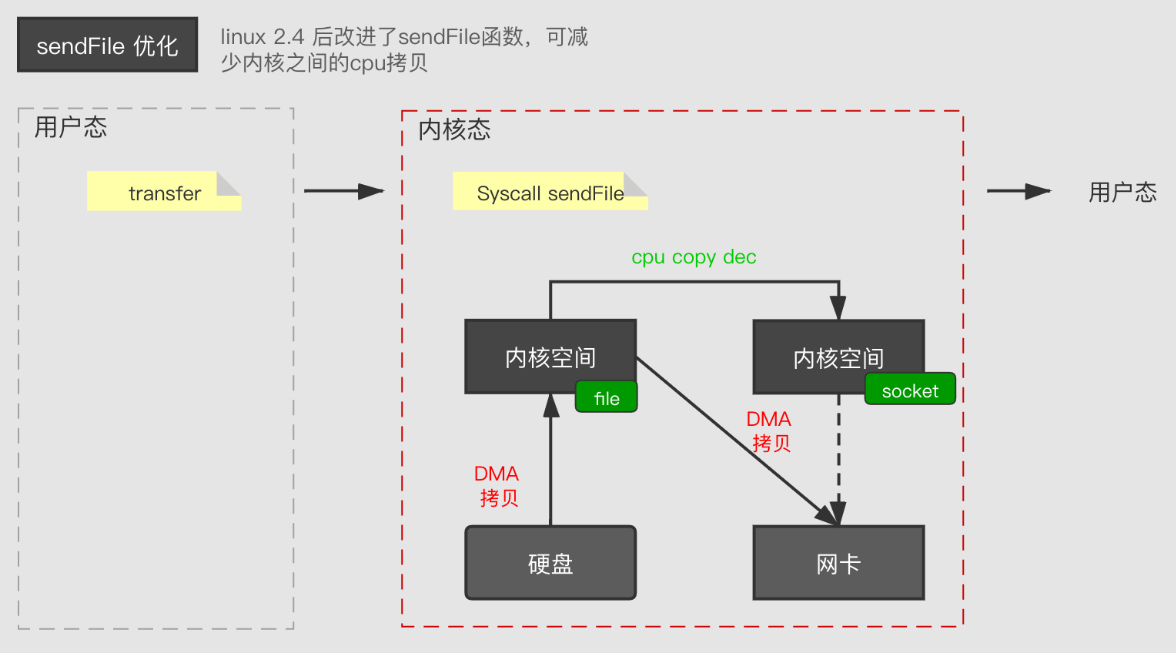 sendFile 优化
linux 2.4 后改进了sendFile函数，可减
少内核之间的cpu拷贝
用户态
transfer
内核态
Syscall sendFile
用户态
cpu copy dec
内核空间
file
内核空间
socket
DMA
拷贝
DMA
拷贝
硬盘
网卡